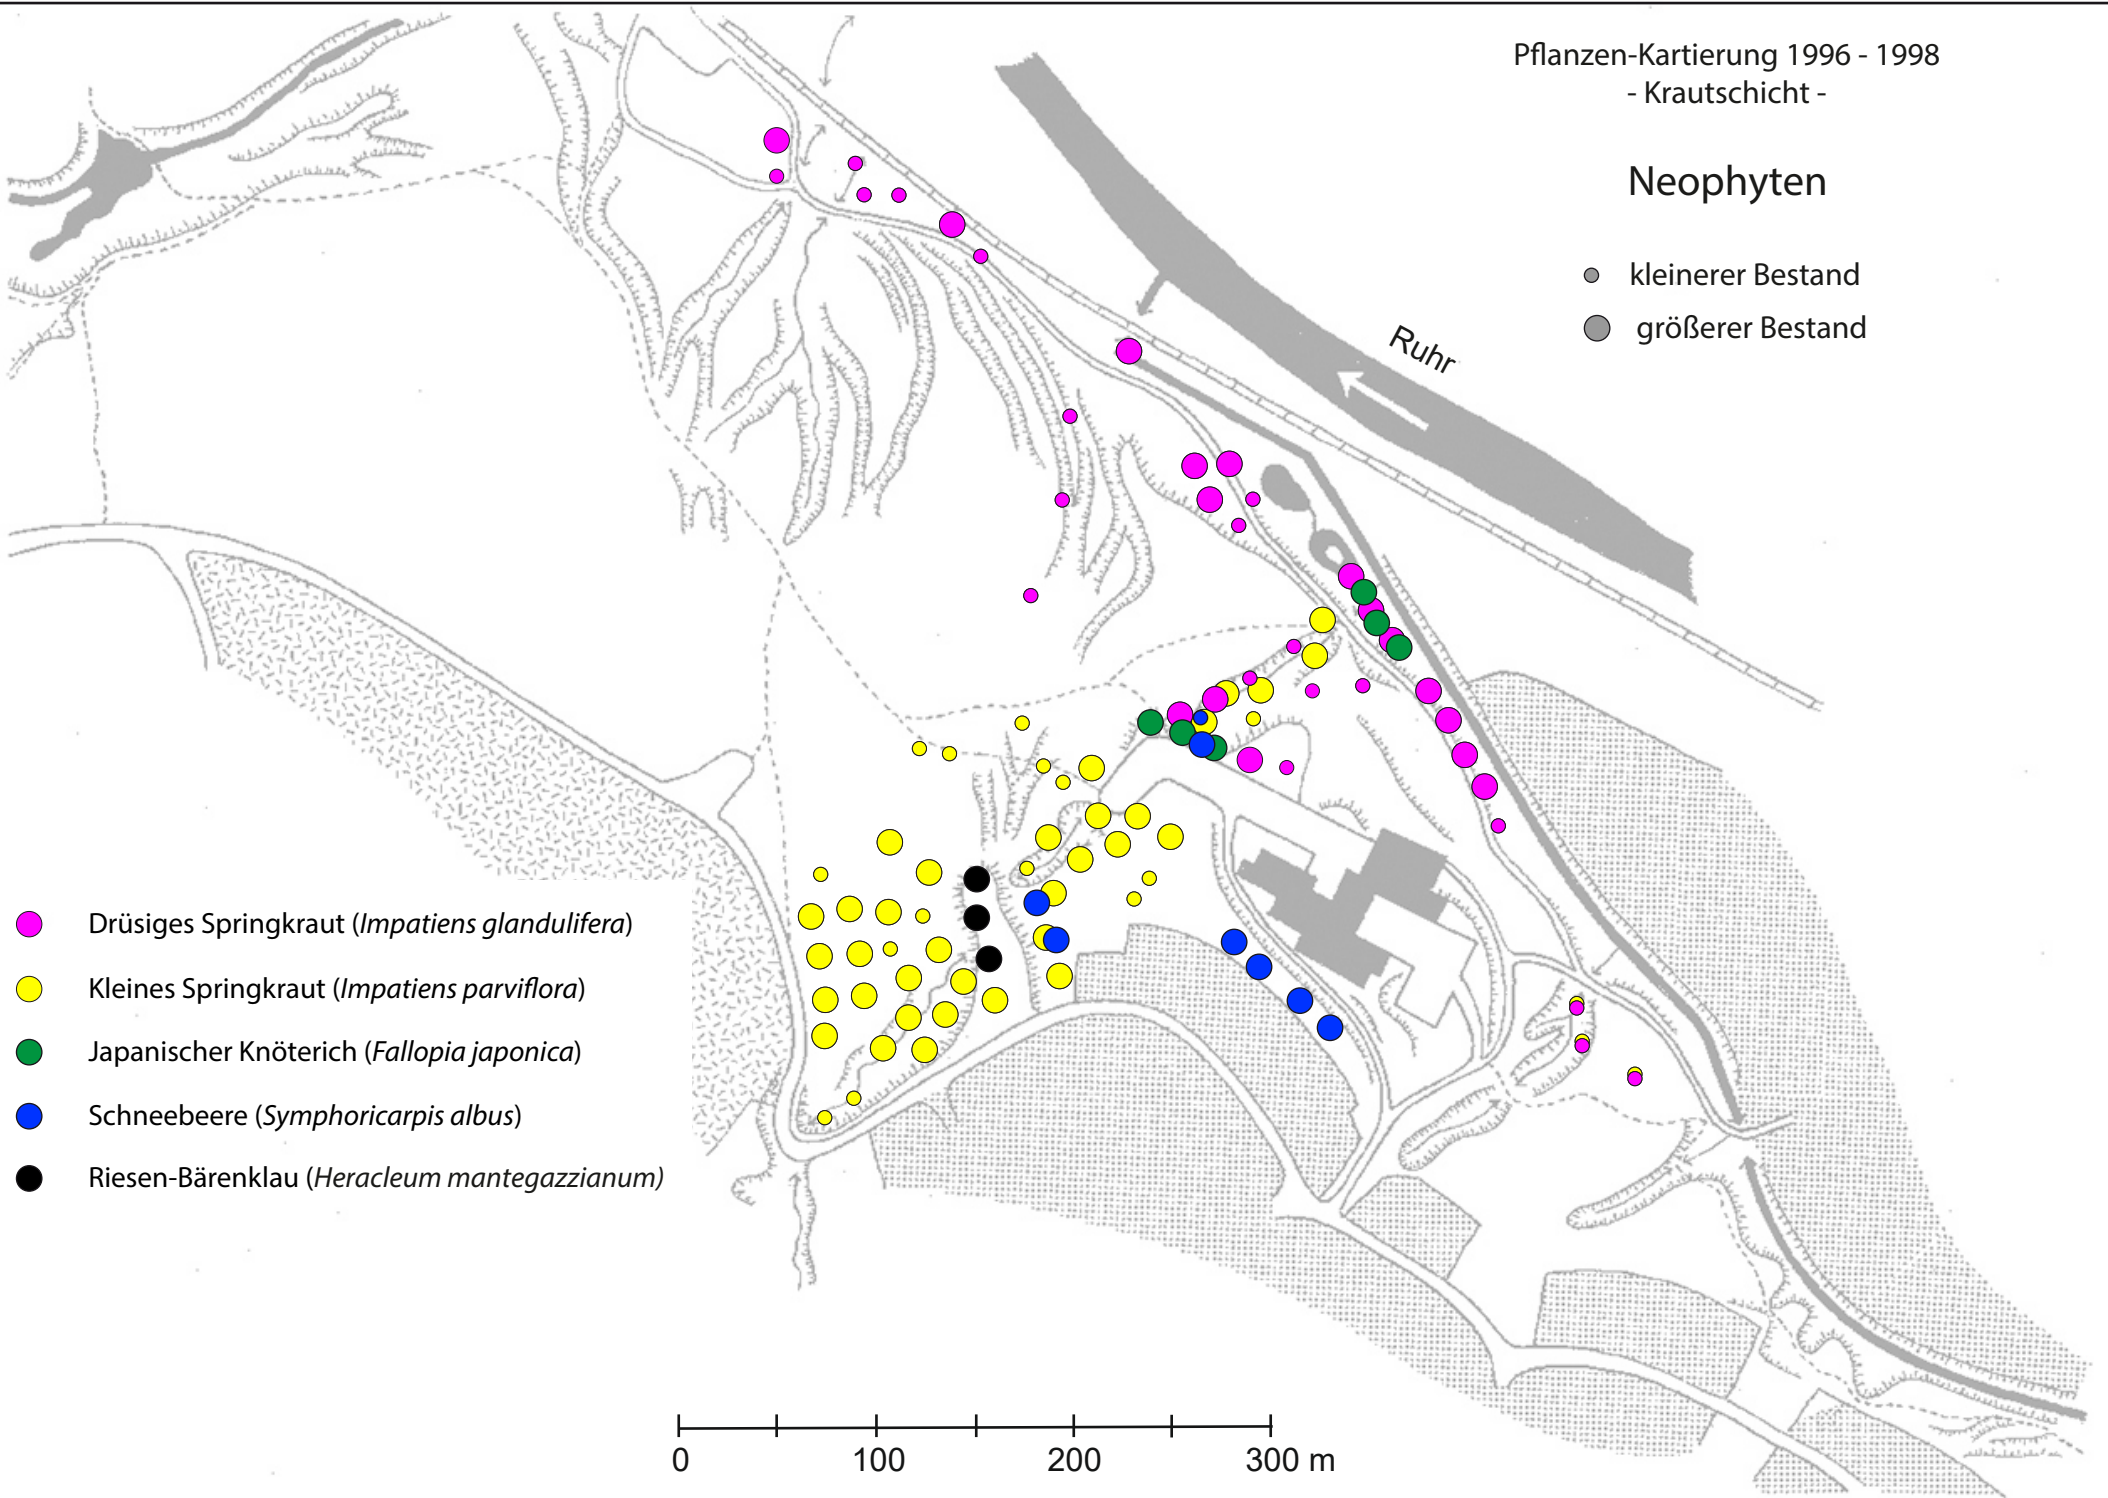 Pflanzen-Kartierung 1996 - 1998
- Krautschicht -
Neophyten
kleinerer Bestand
größerer Bestand
Ruhr
Drüsiges Springkraut (Impatiens glandulifera)
Kleines Springkraut (Impatiens parviflora)
Japanischer Knöterich (Fallopia japonica)
Schneebeere (Symphoricarpis albus)
Riesen-Bärenklau (Heracleum mantegazzianum)
0 100 200 300 m